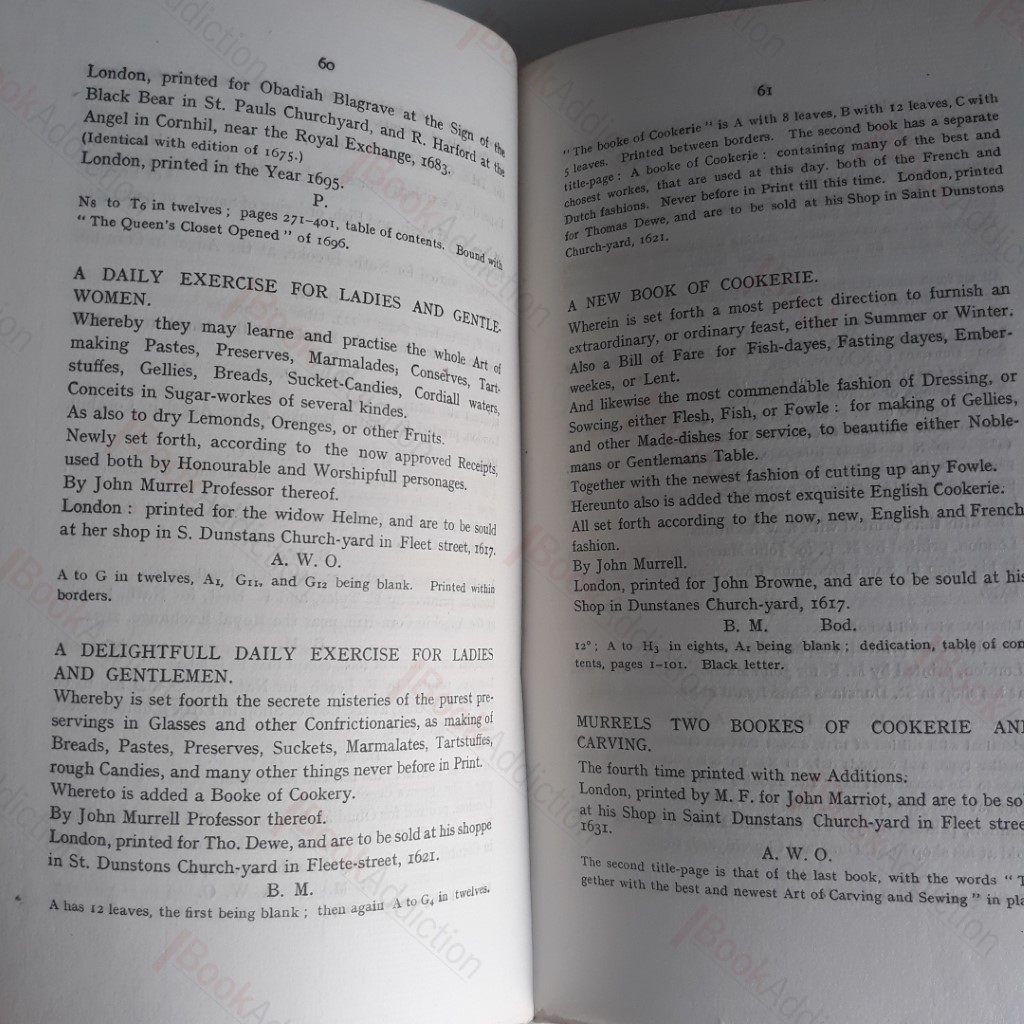 60
London, printed for Obadiah Blagrave at the Sign of the
Black Bear in St. Pauls Churchyard, and R. Harford at the
Angel in Cornhil, near the Royal Exchange, 1683.
(Identical with edition of 1675.)
London, printed in the Year 1695.
P.
N8 to T6 in twelves; pages 271-401, table of contents. Bound with
"The Queen's Closet Opened" of 1696.
A DAILY EXERCISE FOR LADIES AND GENTLE-
WOMEN.
Whereby they may learne and practise the whole Art of
making Pastes, Preserves, Marmalades, Conserves, Tart-
stuffes, Gellies, Breads, Sucket-Candies, Cordiall waters,
Conceits in Sugar-workes of several kindes.
As also to dry Lemonds, Orenges, or other Fruits.
Newly set forth, according to the now approved Receipts,
used both by Honourable and Worshipfull personages.
By John Murrel Professor thereof.
London: printed for the widow Helme, and are to be sould
at her shop in S. Dunstans Church-yard in Fleet street, 1617.
A. W. O.
A to G in twelves, A1, G11, and G12 being blank. Printed within
borders.
A DELIGHTFULL DAILY EXERCISE FOR LADIES
AND GENTLEMEN.
Whereby is set foorth the secrete misteries of the purest pre-
servings in Glasses and other Confrictionaries, as making of
Breads, Pastes, Preserves, Suckets, Marmalates, Tartstuffes,
rough Candies, and many other things never before in Print.
Whereto is added a Booke of Cookery.
By John Murrell Professor thereof.
London, printed for Tho. Dewe, and are to be sold at his shoppe
in St. Dunstons Church-yard in Fleete-street, 1621.
B. M.
A has 12 leaves, the first being blank; then again A to G4 in twelves.
61
"The booke of Cookerie" is A with 8 leaves, B with 12 leaves, C with
5 leaves. Printed between borders. The second book has a separate
title-page: A booke of Cookerie: containing many of the best and
chosest workes, that are used at this day. both of the French and
Dutch fashions. Never before in Print till this time. London, printed
for Thomas Dewe, and are to be sold at his Shop in Saint Dunstons
Church-yard, 1621.
A NEW BOOK OF COOKERIE.
Wherein is set forth a most perfect direction to furnish an
extraordinary, or ordinary feast, either in Summer or Winter.
Also a Bill of Fare for Fish-dayes, Fasting dayes, Ember-
weekes, or Lent.
And likewise the most commendable fashion of Dressing, or
Sowcing, either Flesh, Fish, or Fowle: for making of Gellies,
and other Made-dishes for service, to beautifie either Noble-
mans or Gentlemans Table.
Together with the newest fashion of cutting up any Fowle.
Hereunto also is added the most exquisite English Cookerie.
All set forth according to the now, new, English and French
fashion.
By John Murrell.
London, printed for John Browne, and are to be sould at his
Shop in Dunstanes Church-yard, 1617.
B. M. Bod.
12°; A to H3 in eights, A1 being blank; dedication, table of con
tents, pages 1-101. Black letter.
MURRELS TWO BOOKES OF COOKERIE AND
CARVING.
The fourth time printed with new Additions.
London, printed by M. F. for John Marriot, and are to be so
at his Shop in Saint Dunstans Church-yard in Fleet stree
1631.
A. W. O.
The second title-page is that of the last book, with the words "T
gether with the best and newest Art of Carving and Sewing" in pla
BookAddiction